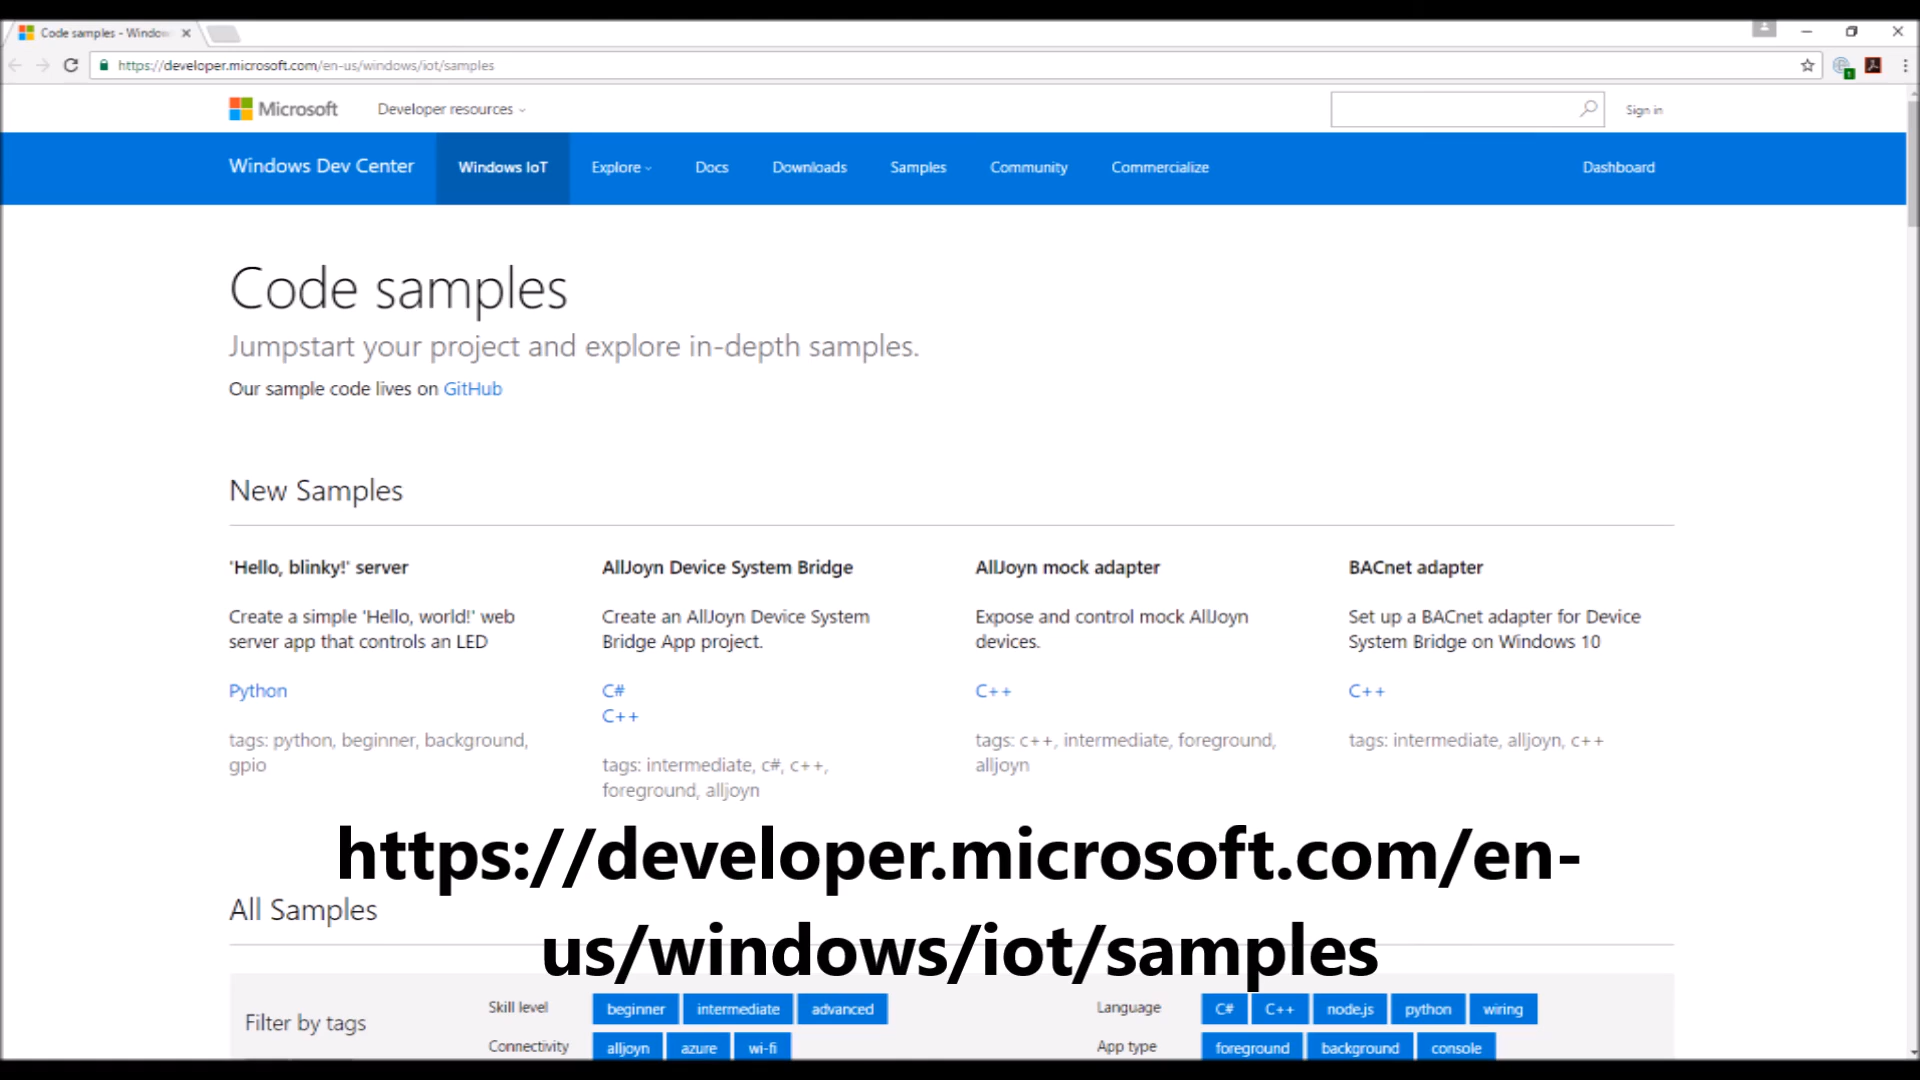 Code samples - Window
https://developer.microsoft.com/en-us/windows/iot/samples
Microsoft Developer resources Sign in
Windows Dev Center Windows IoT Explore Docs Downloads Samples Community Commercialize Dashboard
Code samples
Jumpstart your project and explore in-depth samples.
Our sample code lives on GitHub
New Samples
'Hello, blinky!' server
Create a simple 'Hello, world!' web
server app that controls an LED
Python
tags: python, beginner, background,
gpio
AllJoyn Device System Bridge
Create an AllJoyn Device System
Bridge App project.
C#
C++
tags: intermediate, c#, c++,
foreground, alljoyn
AllJoyn mock adapter
Expose and control mock AllJoyn
devices.
C++
tags: c++, intermediate, foreground,
alljoyn
BACnet adapter
Set up a BACnet adapter for Device
System Bridge on Windows 10
C++
tags: intermediate, alljoyn, c++
https://developer.microsoft.com/en-
us/windows/iot/samples
All Samples
Filter by tags
Skill level beginner intermediate advanced
Connectivity alljoyn azure wi-fi
Language C# C++ node.js python wiring
App type foreground background console